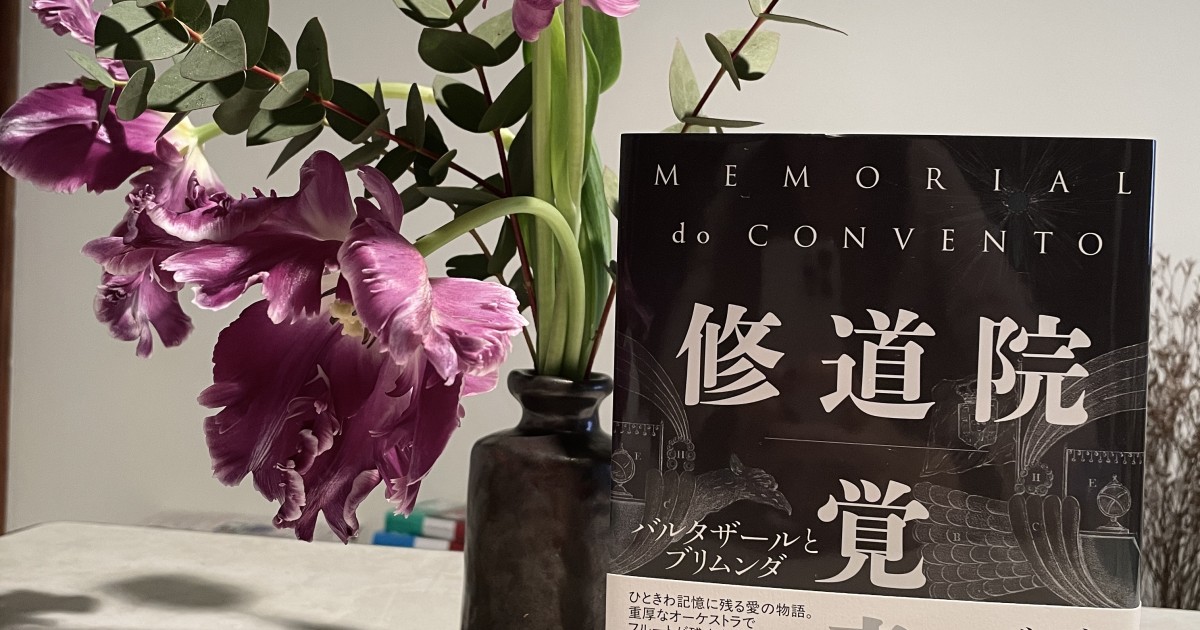 MEMORIAL
do CONVENTO
修道院
覚
バルタザールと
ブリムンダ
ひときわ記憶に残る愛の物語。
重厚なオーケストラで